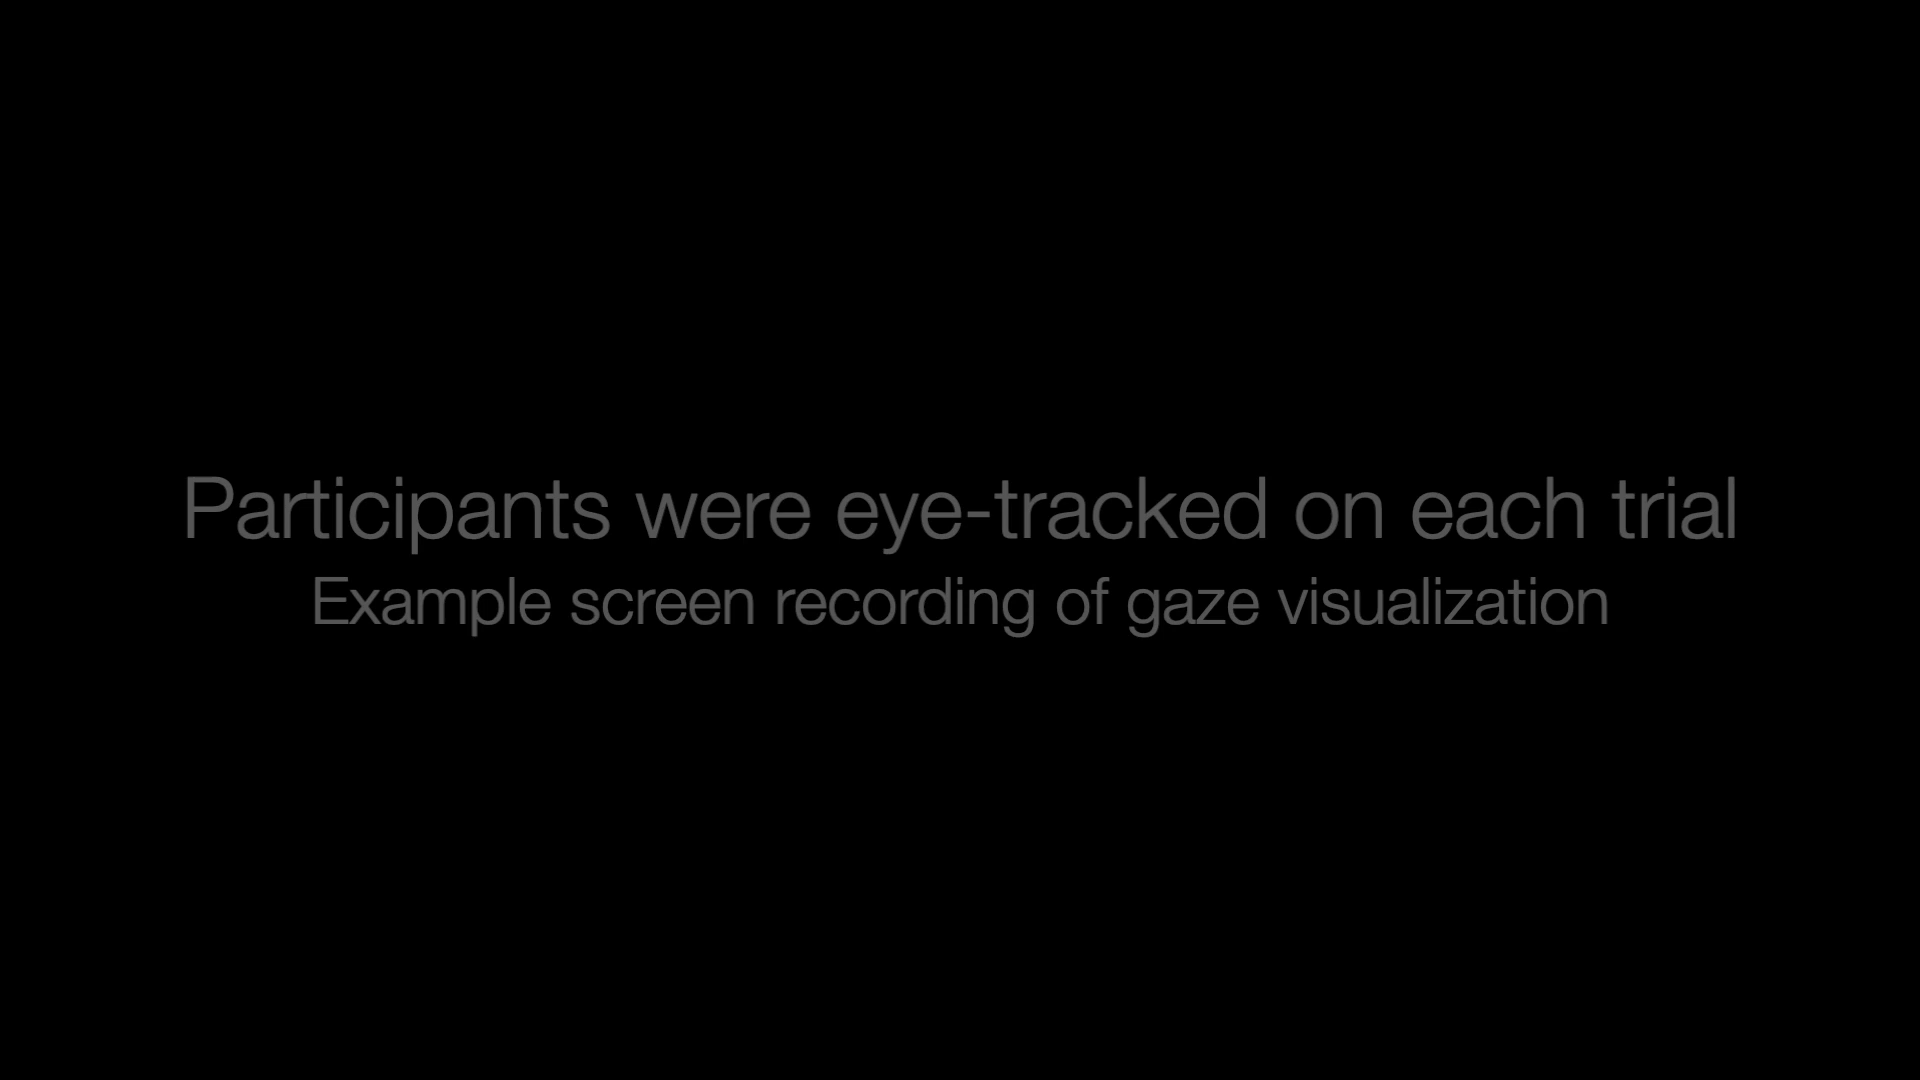 Participants were eye-tracked on each trial
Example screen recording of gaze visualization